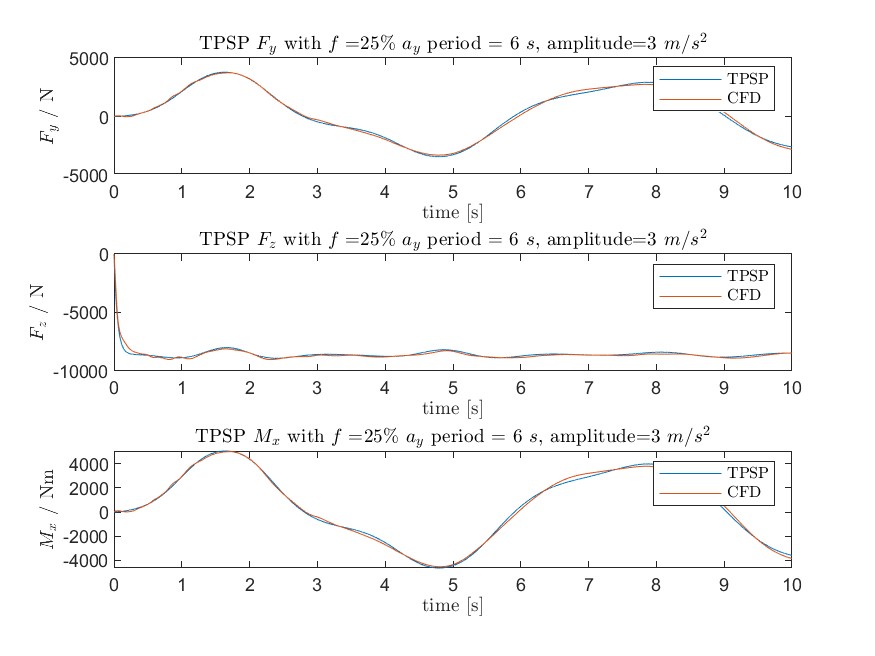 TPSP F_y with f =25% a_y period = 6 s, amplitude=3 m/s²
5000
0
-5000
F_y / N
TPSP
CFD
0 1 2 3 4 5 6 7 8 9 10
time [s]
TPSP F_z with f =25% a_y period = 6 s, amplitude=3 m/s²
0
-5000
-10000
F_z / N
TPSP
CFD
0 1 2 3 4 5 6 7 8 9 10
time [s]
TPSP M_x with f =25% a_y period = 6 s, amplitude=3 m/s²
4000
2000
0
-2000
-4000
M_x / Nm
TPSP
CFD
0 1 2 3 4 5 6 7 8 9 10
time [s]